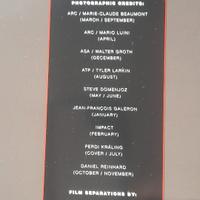 PHOTOGRAPHIC CREDITS:
ARC / MARIE-CLAUDE BEAUMONT
(MARCH / SEPTEMBER)
ARC / MARIO LUINI
(APRIL)
ASA / WALTER GROTH
(DECEMBER)
ATP / TYLER LARKIN
(AUGUST)
STEVE DOMENJOZ
(MAY / JUNE)
JEAN-FRANÇOIS GALERON
(JANUARY)
IMPACT
(FEBRUARY)
FERDI KRÄLING
(COVER / JULY)
DANIEL REINHARD
(OCTOBER / NOVEMBER)
FILM SEPARATIONS BY: